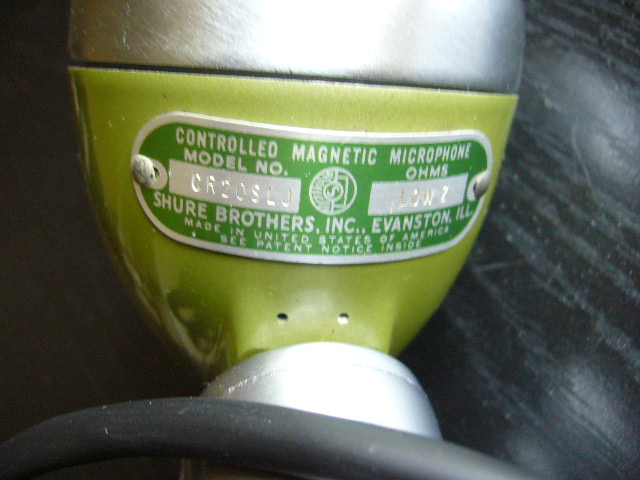 CONTROLLED MAGNETIC MICROPHONE
MODEL NO. OHMS
CR20SLJ LOW Z
SHURE BROTHERS, INC., EVANSTON, ILL.
MADE IN UNITED STATES OF AMERICA
SEE PATENT NOTICE INSIDE